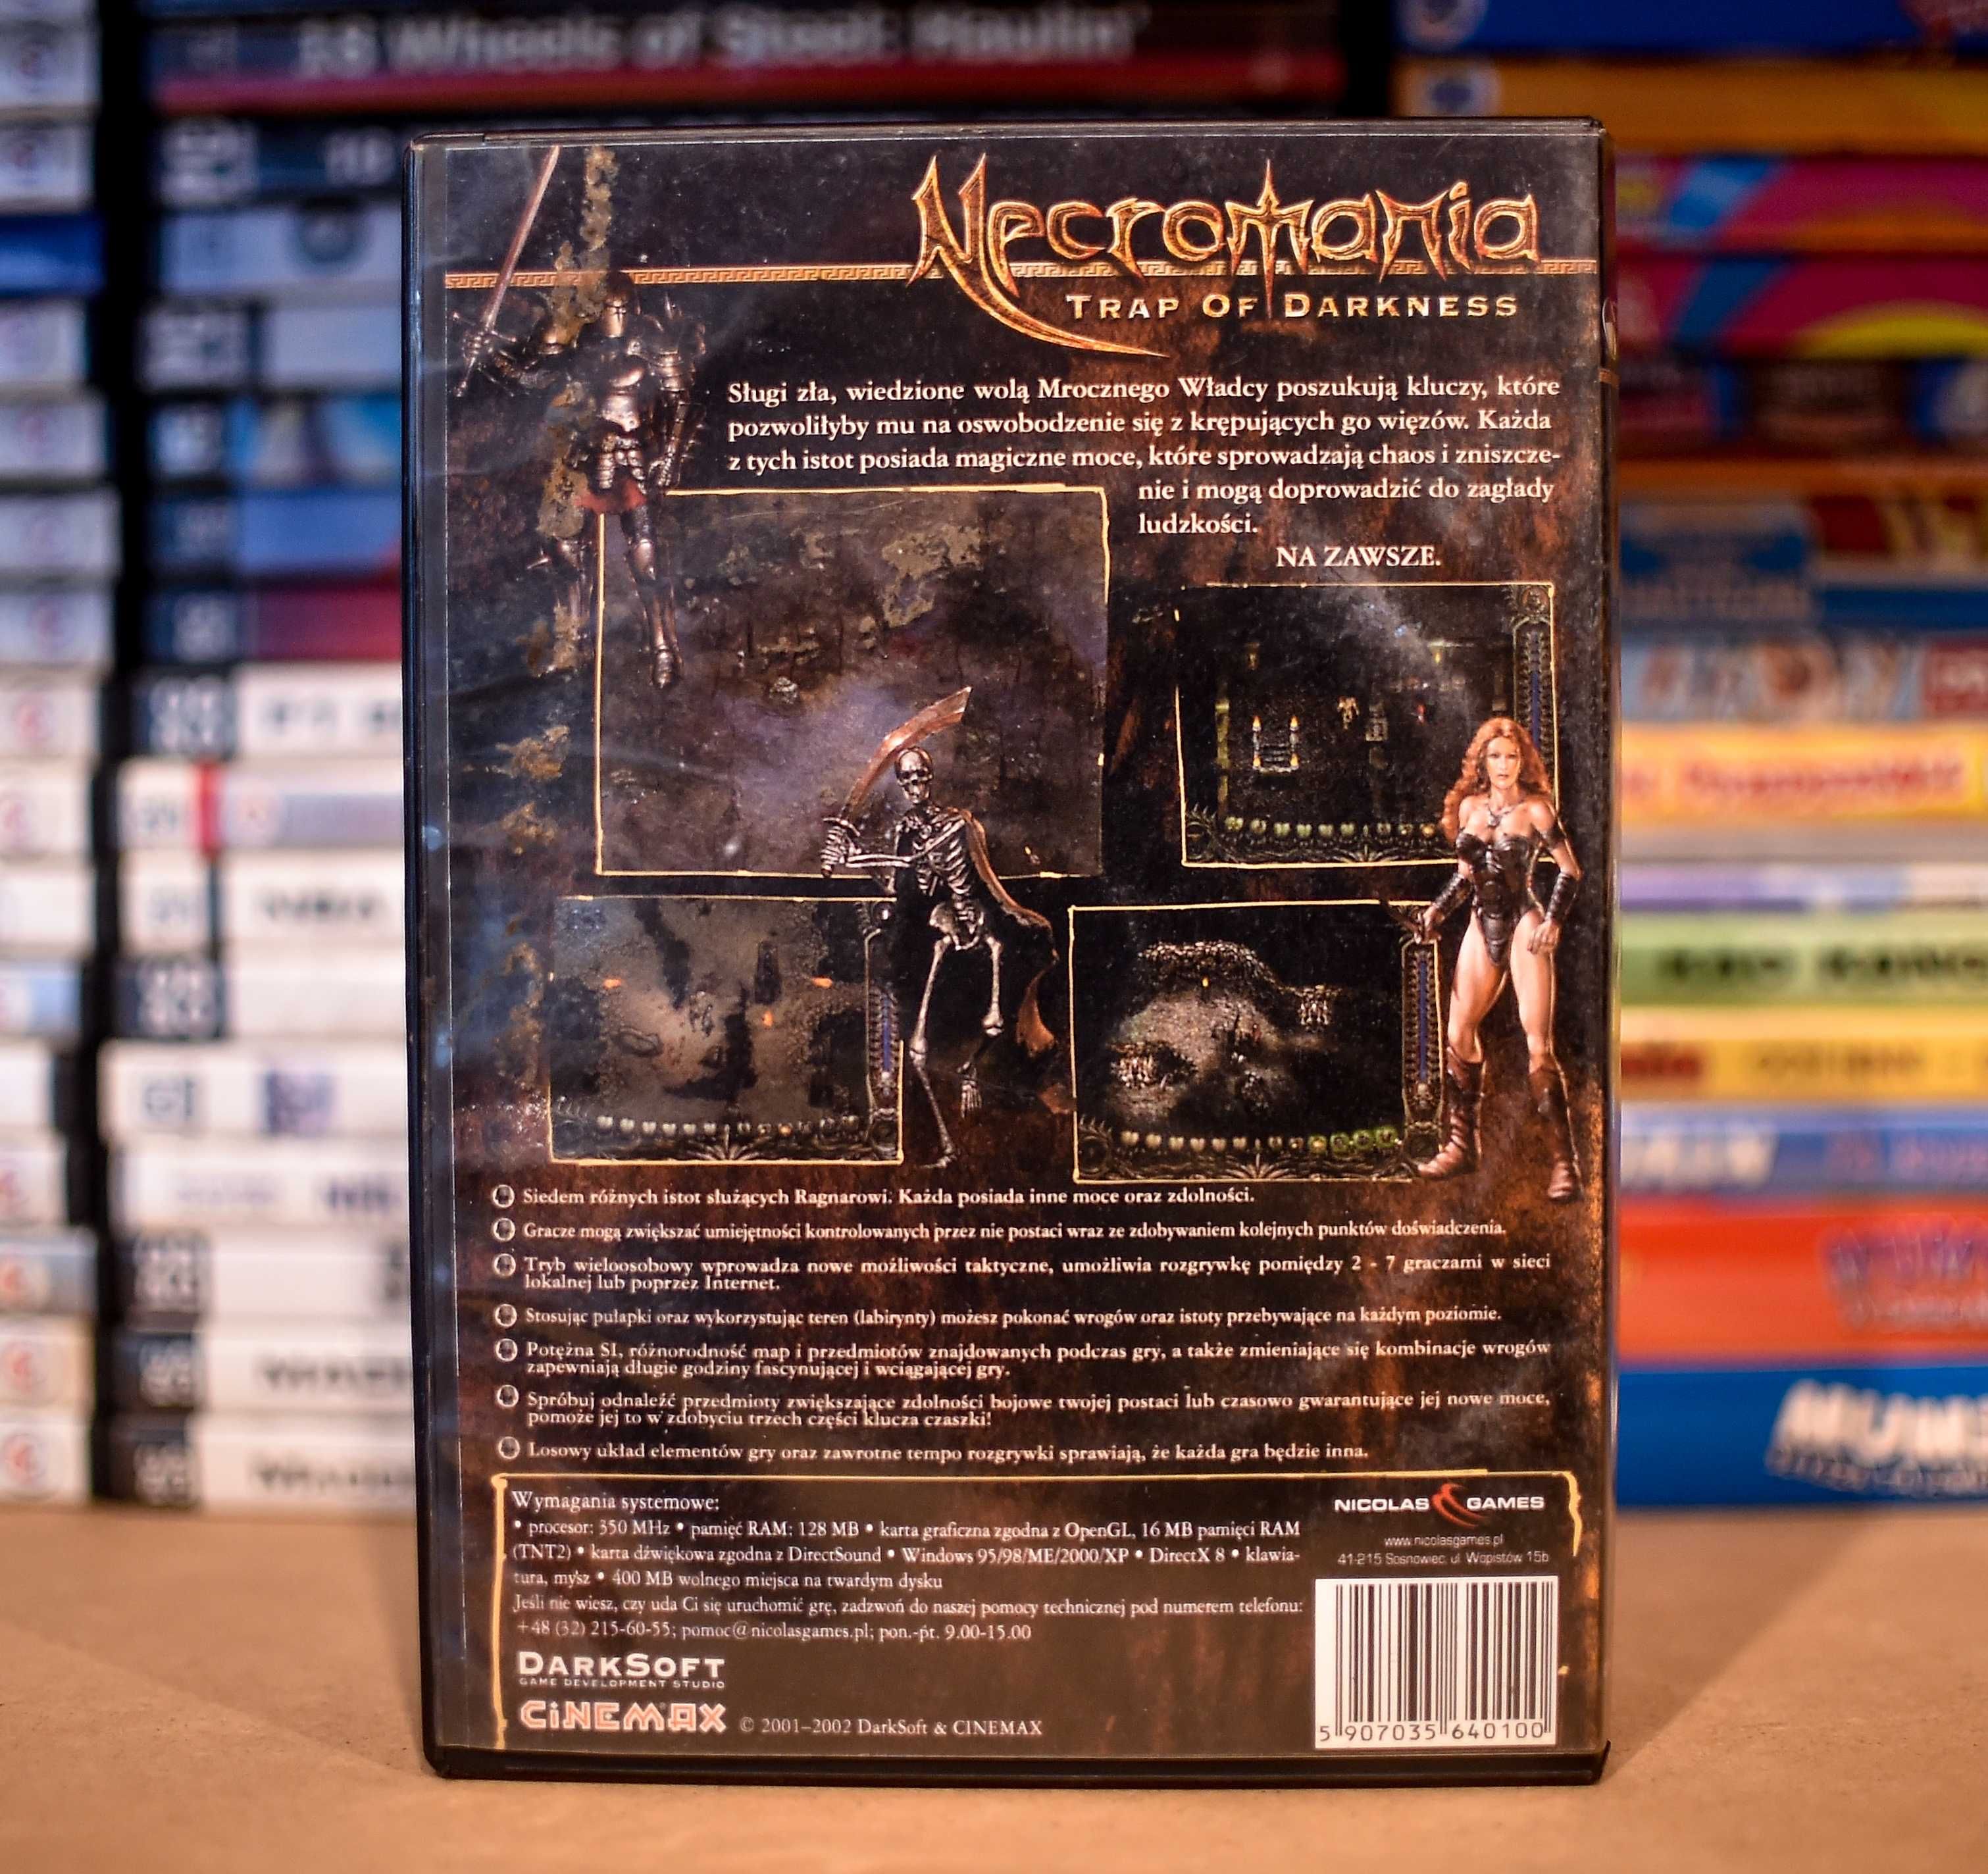 18 Wheels of Steel: Haulin'
Necromania
TRAP OF DARKNESS
Sługi zła, wiedzione wolą Mrocznego Władcy poszukują kluczy, które
pozwoliłyby mu na oswobodzenie się z krępujących go więzów. Każda
z tych istot posiada magiczne moce, które sprowadzają chaos i zniszcze-
nie i mogą doprowadzić do zagłady
ludzkości.
NA ZAWSZE.
Siedem różnych istot służących Ragnarowi. Każda posiada inne moce oraz zdolności.
Gracze mogą zwiększać umiejętności kontrolowanych przez nie postaci wraz ze zdobywaniem kolejnych punktów doświadczenia.
Tryb wieloosobowy wprowadza nowe możliwości taktyczne, umożliwia rozgrywkę pomiędzy 2 - 7 graczami w sieci
lokalnej lub poprzez Internet.
Stosując pułapki oraz wykorzystując teren (labirynty) możesz pokonać wrogów oraz istoty przebywające na każdym poziomie.
Potężna SI, różnorodność map i przedmiotów znajdowanych podczas gry, a także zmieniające się kombinacje wrogów
zapewniają długie godziny fascynującej i wciągającej gry.
Spróbuj odnaleźć przedmioty zwiększające zdolności bojowe twojej postaci lub czasowo gwarantujące jej nowe moce,
pomoże jej to w zdobyciu trzech części klucza czaszki!
Losowy układ elementów gry oraz zawrotne tempo rozgrywki sprawiają, że każda gra będzie inna.
Wymagania systemowe:
• procesor: 350 MHz • pamięć RAM: 128 MB • karta graficzna zgodna z OpenGL, 16 MB pamięci RAM
(TNT2) • karta dźwiękowa zgodna z DirectSound • Windows 95/98/ME/2000/XP • DirectX 8 • klawia-
tura, mysz • 400 MB wolnego miejsca na twardym dysku
Jeśli nie wiesz, czy uda Ci się uruchomić grę, zadzwoń do naszej pomocy technicznej pod numerem telefonu:
+48 (32) 215-60-55; pomoc@nicolasgames.pl; pon.-pt. 9.00-15.00
NICOLAS GAMES
www.nicolasgames.pl
41-215 Sosnowiec, ul. Wopistów 15b
DARKSOFT
GAME DEVELOPMENT STUDIO
CINEMAX © 2001–2002 DarkSoft & CINEMAX
5 907035 640100